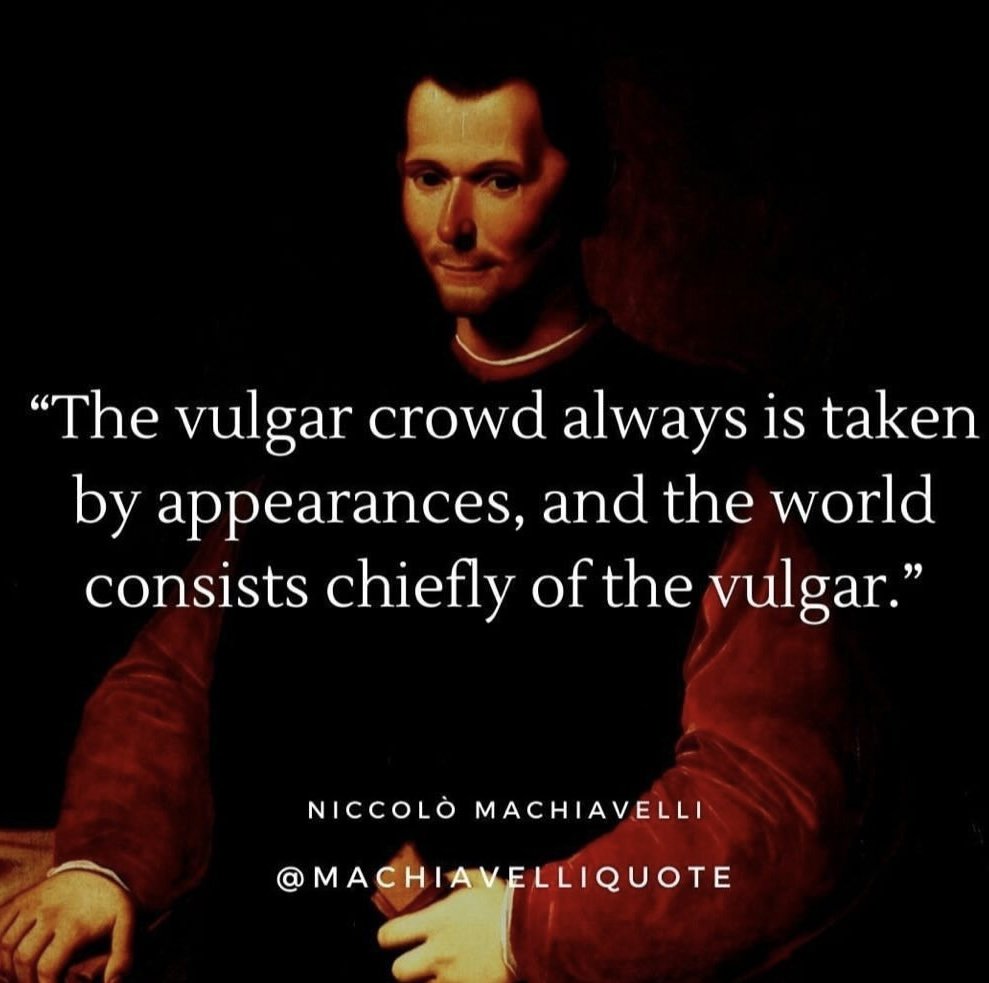 “The vulgar crowd always is taken
by appearances, and the world
consists chiefly of the vulgar.”
NICCOLÒ MACHIAVELLI
@MACHIAVELLIQUOTE